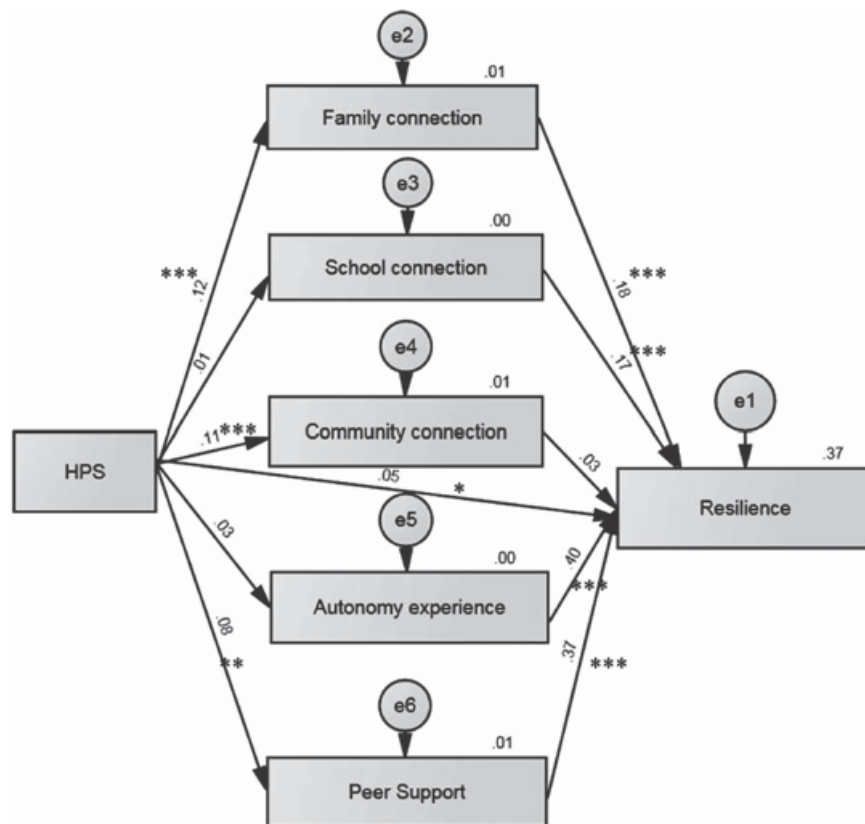 e2
.01
Family connection
e3
.00
School connection
***
.12
.18
***
.01
e4
.01
.17
***
Community connection
e1
.11***
HPS
.03
.37
.05
*
Resilience
e5
.00
.03
.40
***
Autonomy experience
.08
**
.37
***
e6
.01
Peer Support